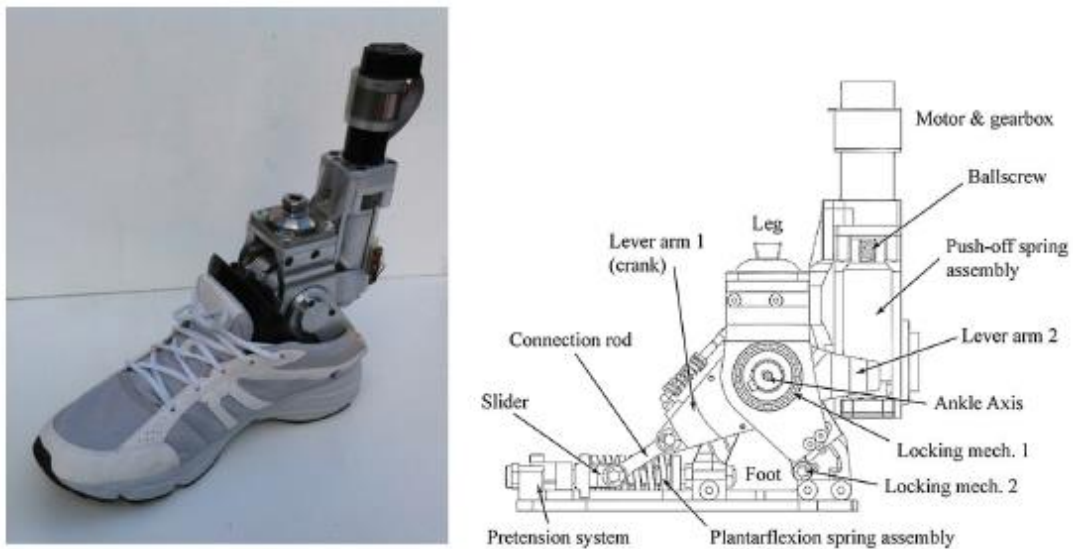 Motor & gearbox
Ballscrew
Leg
Lever arm 1
(crank)
Push-off spring
assembly
Connection rod
Lever arm 2
Slider
Ankle Axis
Locking mech. 1
Foot
Locking mech. 2
Pretension system
Plantarflexion spring assembly